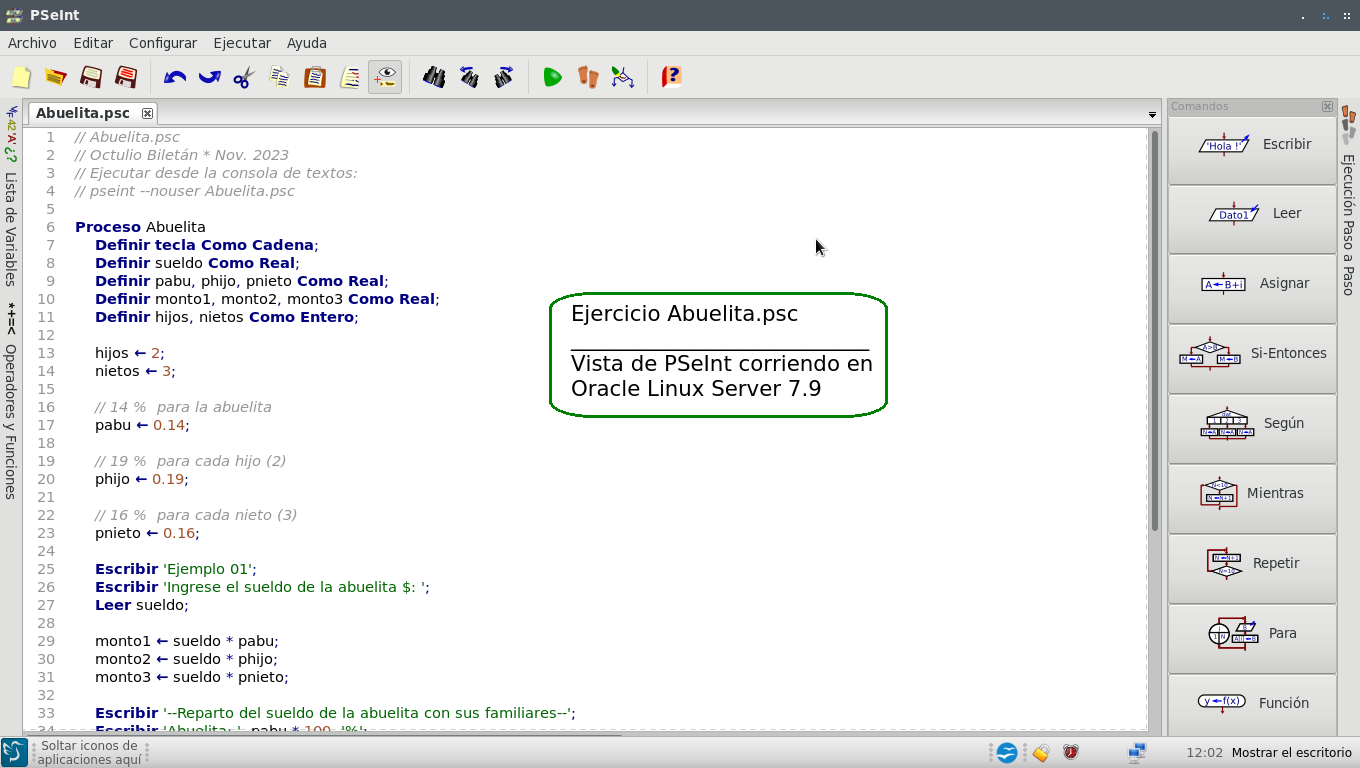 PSeInt
Archivo Editar Configurar Ejecutar Ayuda
Abuelita.psc
1 // Abuelita.psc
2 // Octulio Biletán * Nov. 2023
3 // Ejecutar desde la consola de textos:
4 // pseint --nouser Abuelita.psc
5
6 Proceso Abuelita
7 Definir tecla Como Cadena;
8 Definir sueldo Como Real;
9 Definir pabu, phijo, pnieto Como Real;
10 Definir monto1, monto2, monto3 Como Real;
11 Definir hijos, nietos Como Entero;
12
13 hijos ← 2;
14 nietos ← 3;
15
16 // 14 %  para la abuelita
17 pabu ← 0.14;
18
19 // 19 %  para cada hijo (2)
20 phijo ← 0.19;
21
22 // 16 %  para cada nieto (3)
23 pnieto ← 0.16;
24
25 Escribir 'Ejemplo 01';
26 Escribir 'Ingrese el sueldo de la abuelita $: ';
27 Leer sueldo;
28
29 monto1 ← sueldo * pabu;
30 monto2 ← sueldo * phijo;
31 monto3 ← sueldo * pnieto;
32
33 Escribir '--Reparto del sueldo de la abuelita con sus familiares--';
34 Escribir 'Abuelita: ', pabu * 100, '%';
Ejercicio Abuelita.psc
Vista de PSeInt corriendo en
Oracle Linux Server 7.9
Lista de Variables
*+=< Operadores y Funciones
Comandos
'Hola !' Escribir
Dato1 Leer
A←B+i Asignar
Si-Entonces
Según
Mientras
Repetir
Para
y←f(x) Función
Ejecución Paso a Paso
Soltar iconos de
aplicaciones aquí
12:02 Mostrar el escritorio